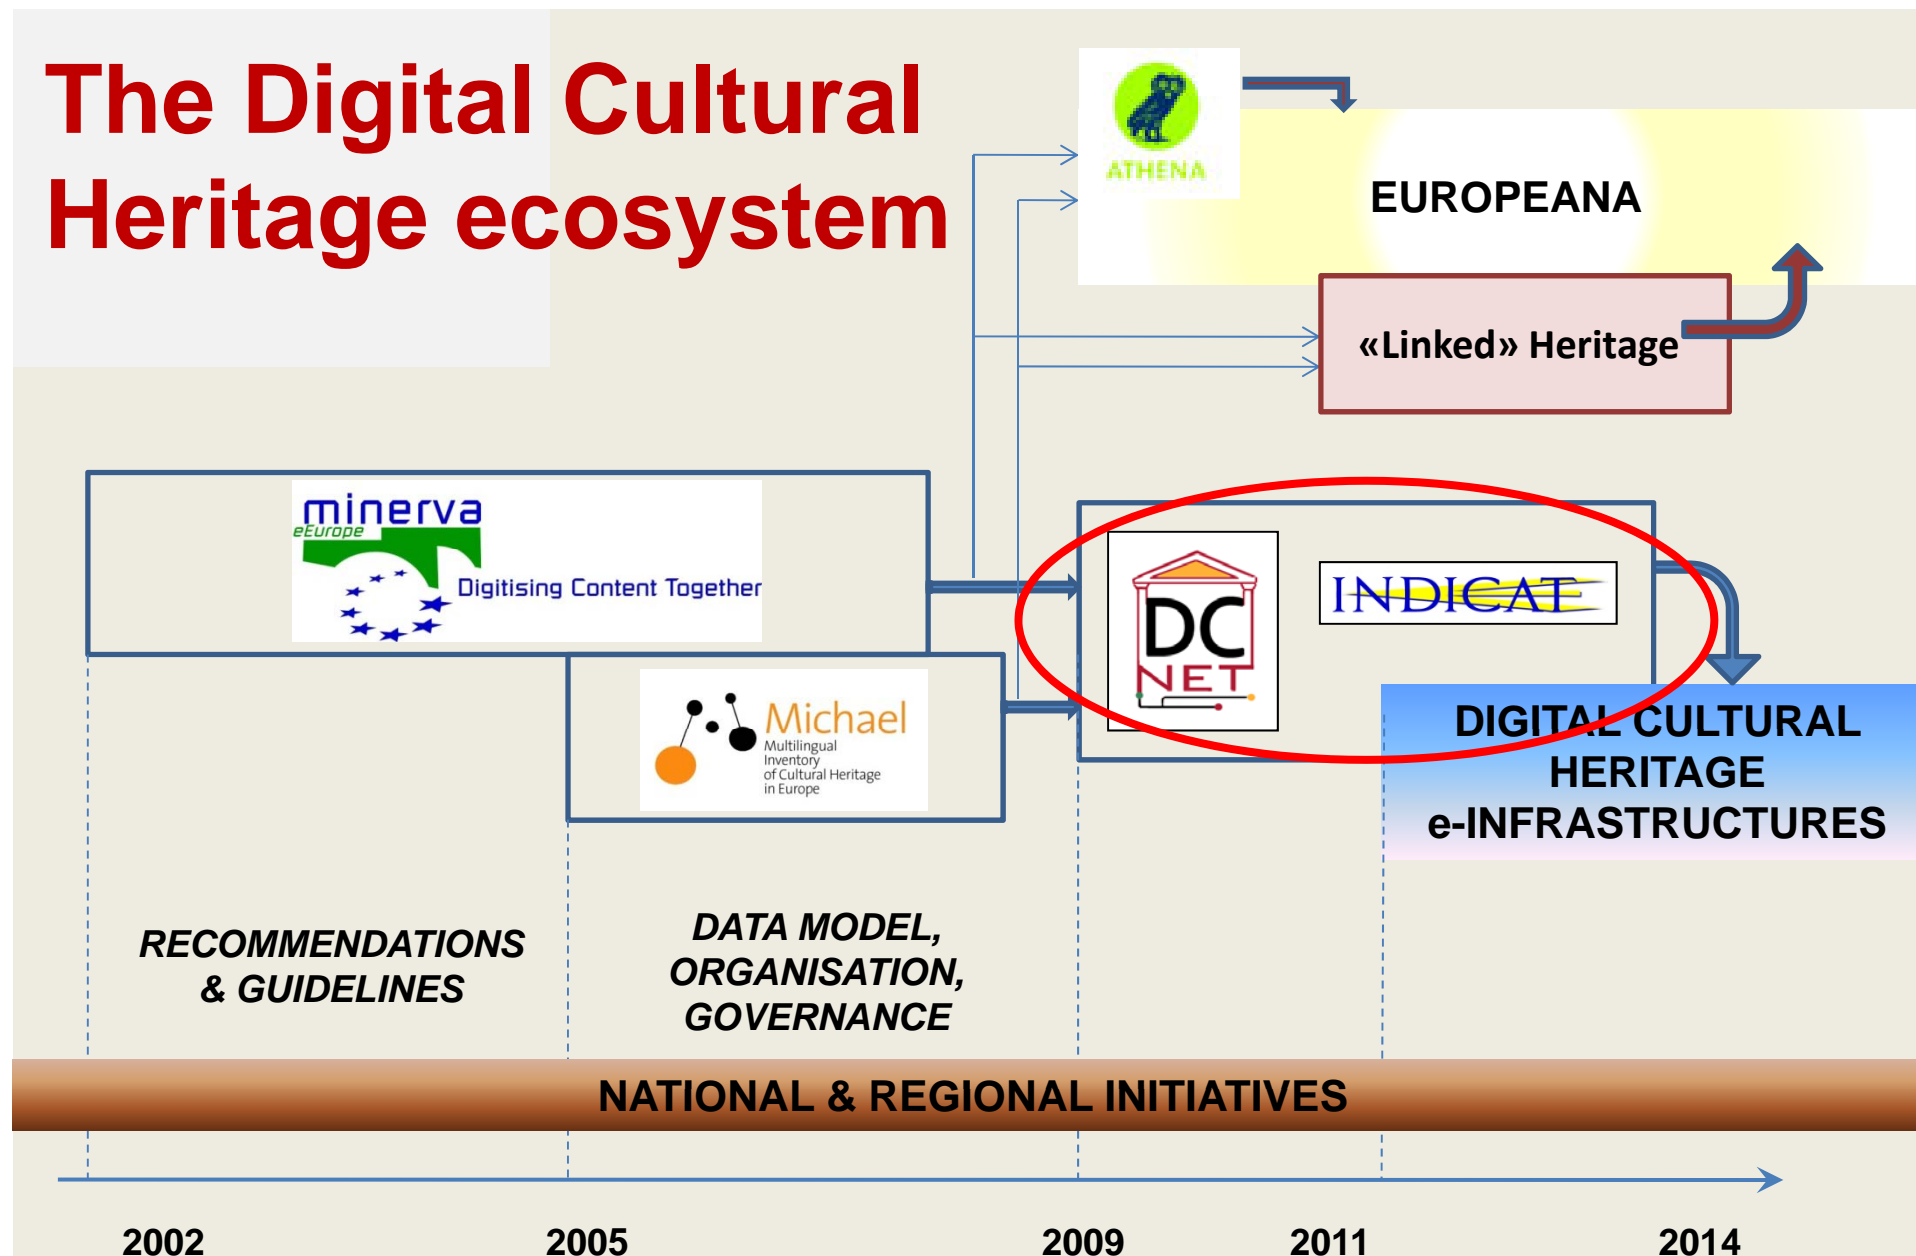 The Digital Cultural
Heritage ecosystem
ATHENA
EUROPEANA
«Linked» Heritage
minerva
eEurope
Digitising Content Together
DC
NET
INDICATE
Michael
Multilingual
Inventory
of Cultural Heritage
in Europe
DIGITAL CULTURAL
HERITAGE
e-INFRASTRUCTURES
RECOMMENDATIONS
& GUIDELINES
DATA MODEL,
ORGANISATION,
GOVERNANCE
NATIONAL & REGIONAL INITIATIVES
2002
2005
2009
2011
2014